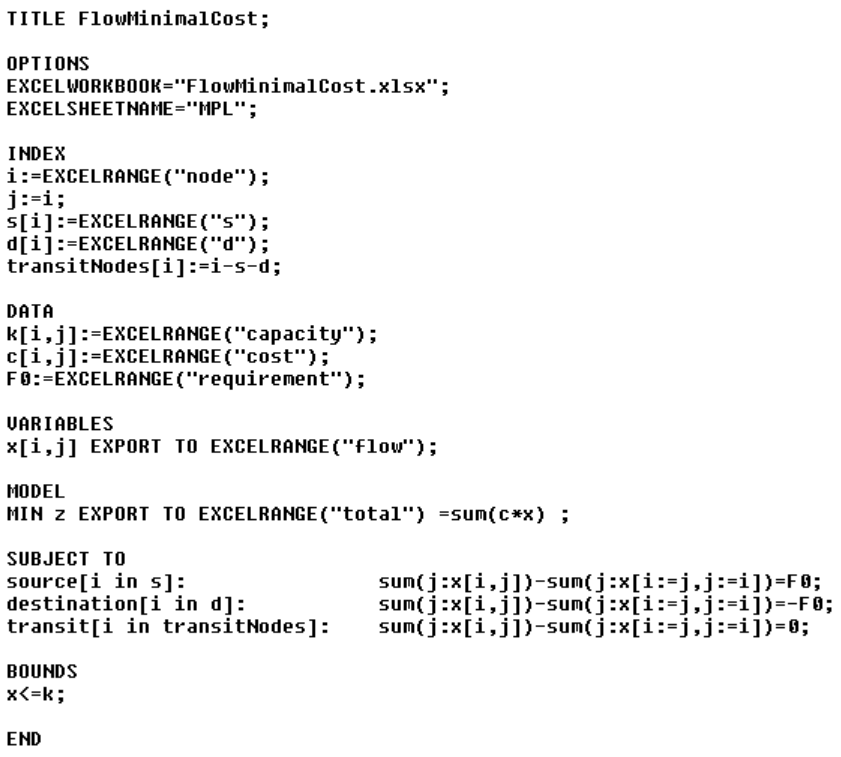 TITLE FlowMinimalCost;
OPTIONS
EXCELWORKBOOK="FlowMinimalCost.xlsx";
EXCELSHEETNAME="MPL";
INDEX
i:=EXCELRANGE("node");
j:=i;
s[i]:=EXCELRANGE("s");
d[i]:=EXCELRANGE("d");
transitNodes[i]:=i-s-d;
DATA
k[i,j]:=EXCELRANGE("capacity");
c[i,j]:=EXCELRANGE("cost");
F0:=EXCELRANGE("requirement");
VARIABLES
x[i,j] EXPORT TO EXCELRANGE("flow");
MODEL
MIN z EXPORT TO EXCELRANGE("total") =sum(c*x) ;
SUBJECT TO
source[i in s]: sum(j:x[i,j])-sum(j:x[i:=j,j:=i])=F0;
destination[i in d]: sum(j:x[i,j])-sum(j:x[i:=j,j:=i])=-F0;
transit[i in transitNodes]: sum(j:x[i,j])-sum(j:x[i:=j,j:=i])=0;
BOUNDS
x<=k;
END